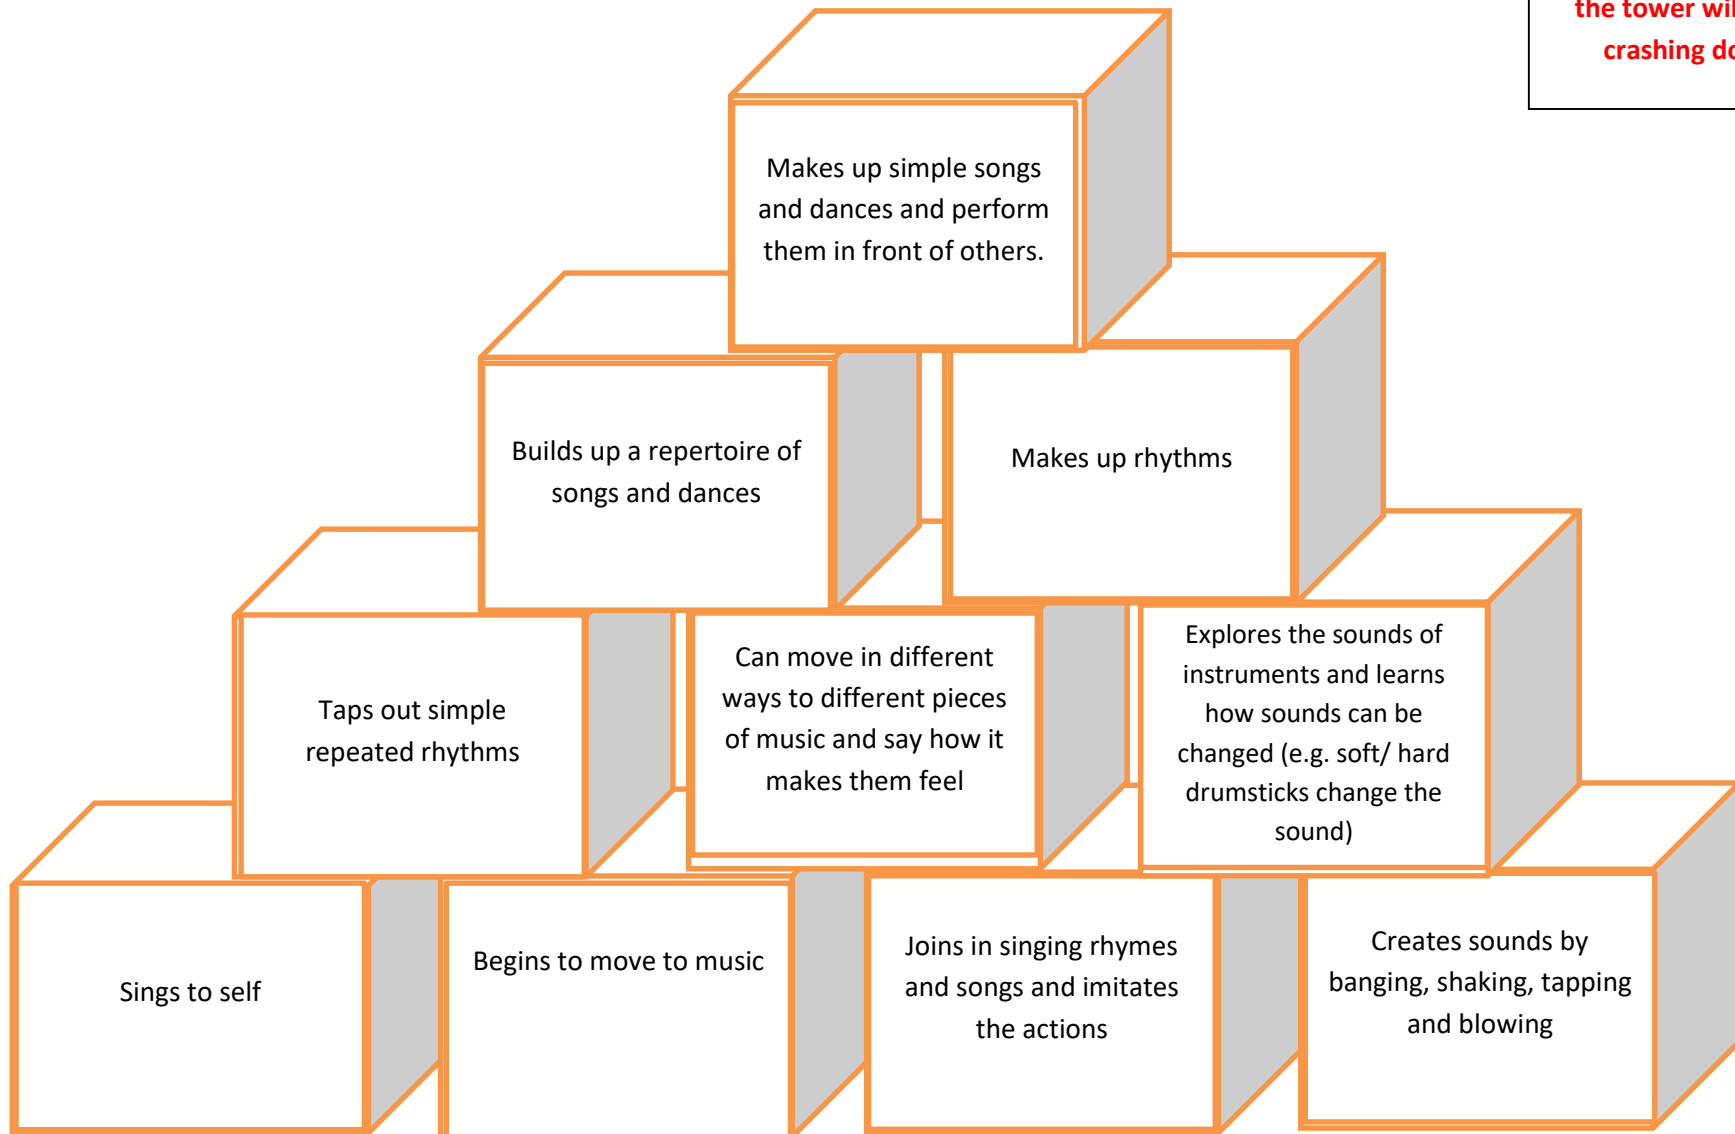 the tower wil
crashing do
Makes up simple songs
and dances and perform
them in front of others.
Builds up a repertoire of
songs and dances
Makes up rhythms
Taps out simple
repeated rhythms
Can move in different
ways to different pieces
of music and say how it
makes them feel
Explores the sounds of
instruments and learns
how sounds can be
changed (e.g. soft/ hard
drumsticks change the
sound)
Sings to self
Begins to move to music
Joins in singing rhymes
and songs and imitates
the actions
Creates sounds by
banging, shaking, tapping
and blowing